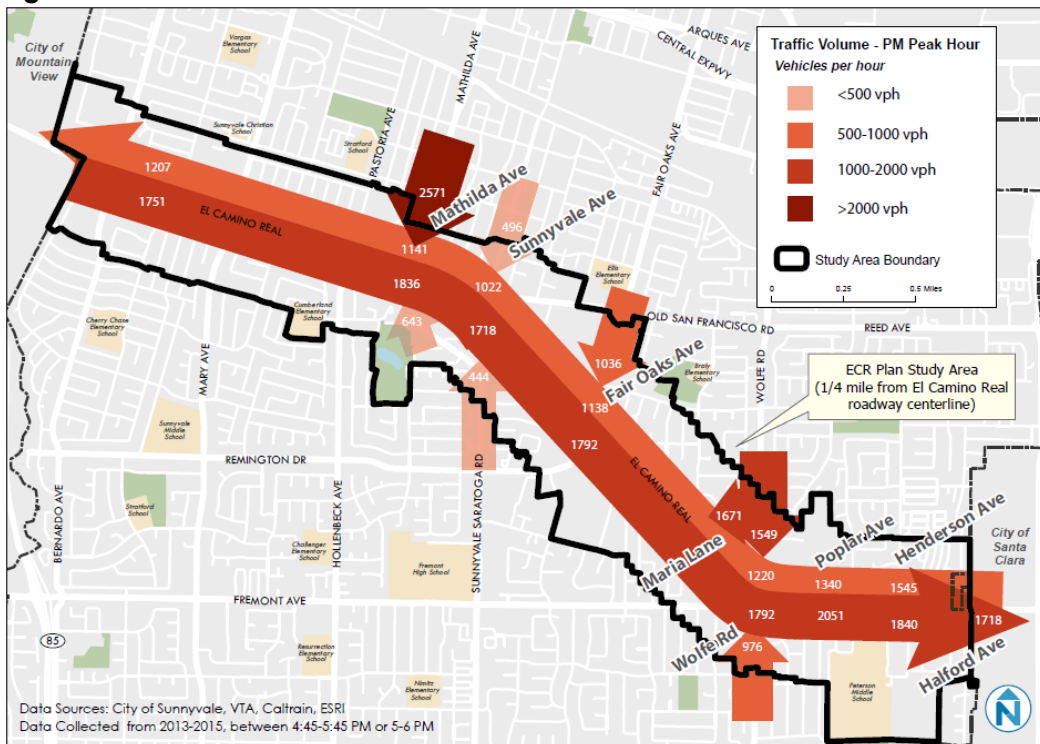 City of
Mountain
View
Vargas
Elementary
School
MATHILDA AVE
ARQUES AVE
CENTRAL EXPWY
Traffic Volume - PM Peak Hour
Vehicles per hour
<500 vph
500-1000 vph
1000-2000 vph
>2000 vph
Study Area Boundary
0
0.25
0.5 Miles
Sunnyvale Christian
School
Stratford
School
PASTORIA AVE
FAIR OAKS AVE
2571
Mathilda Ave
496
Sunnyvale Ave
1207
1751
EL CAMINO REAL
1141
1836
1022
1718
Ellis
Elementary
School
OLD SAN FRANCISCO RD
REED AVE
Cherry Chase
Elementary
School
Cumberland
Elementary
School
643
444
MARY AVE
1036
Fair Oaks Ave
Braly
Elementary
School
WOLFE RD
ECR Plan Study Area
(1/4 mile from El Camino Real
roadway centerline)
1138
1792
EL CAMINO REAL
Sunnyvale
Middle
School
REMINGTON DR
BERNARDO AVE
Stratford
School
HOLLENBECK AVE
SUNNYVALE SARATOGA RD
1671
1549
Challenger
Elementary
School
Fremont
High School
Maria Lane
Poplar Ave
Henderson Ave
City of
Santa
Clara
1220
1340
1545
FREMONT AVE
1792
2051
1840
1718
85
Resurrection
Elementary
School
Wolfe Rd
976
Halford Ave
Nimitz
Elementary
School
Peterson
Middle
School
Data Sources: City of Sunnyvale, VTA, Caltrain, ESRI
Data Collected from 2013-2015, between 4:45-5:45 PM or 5-6 PM
N